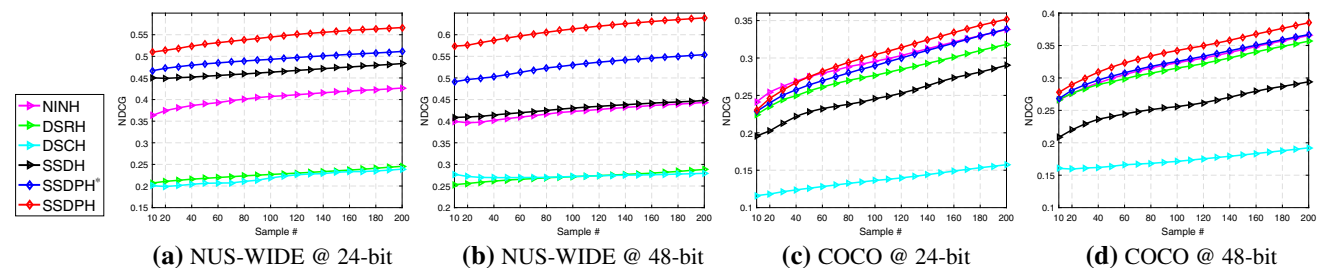 NINH
DSRH
DSCH
SSDH
SSDPH*
SSDPH
NDCG
0.55
0.5
0.45
0.4
0.35
0.3
0.25
0.2
0.15
10 20 40 60 80 100 120 140 160 180 200
Sample #
(a) NUS-WIDE @ 24-bit
NDCG
0.6
0.55
0.5
0.45
0.4
0.35
0.3
0.25
0.2
10 20 40 60 80 100 120 140 160 180 200
Sample #
(b) NUS-WIDE @ 48-bit
NDCG
0.35
0.3
0.25
0.2
0.15
0.1
10 20 40 60 80 100 120 140 160 180 200
Sample #
(c) COCO @ 24-bit
NDCG
0.4
0.35
0.3
0.25
0.2
0.15
0.1
10 20 40 60 80 100 120 140 160 180 200
Sample #
(d) COCO @ 48-bit